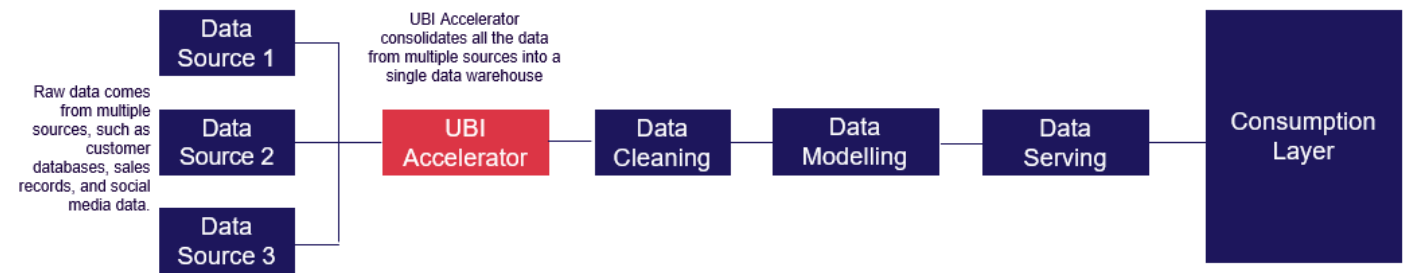 Data
Source 1
Raw data comes
from multiple
sources, such as
customer
databases, sales
records, and social
media data.
Data
Source 2
Data
Source 3
UBI Accelerator
consolidates all the data
from multiple sources into a
single data warehouse
UBI
Accelerator
Data
Cleaning
Data
Modelling
Data
Serving
Consumption
Layer